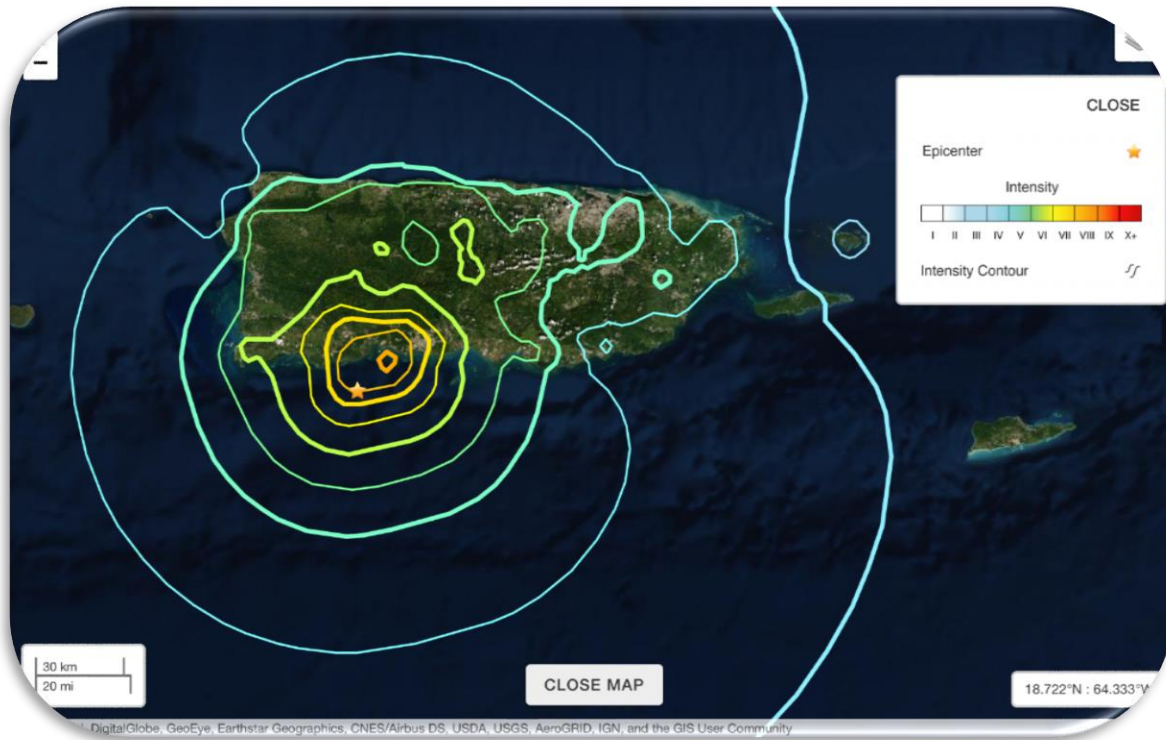 −
CLOSE
Epicenter
Intensity
I II III IV V VI VII VIII IX X+
Intensity Contour
30 km
20 mi
CLOSE MAP
18.722°N : 64.333°W
DigitalGlobe, GeoEye, Earthstar Geographics, CNES/Airbus DS, USDA, USGS, AeroGRID, IGN, and the GIS User Community